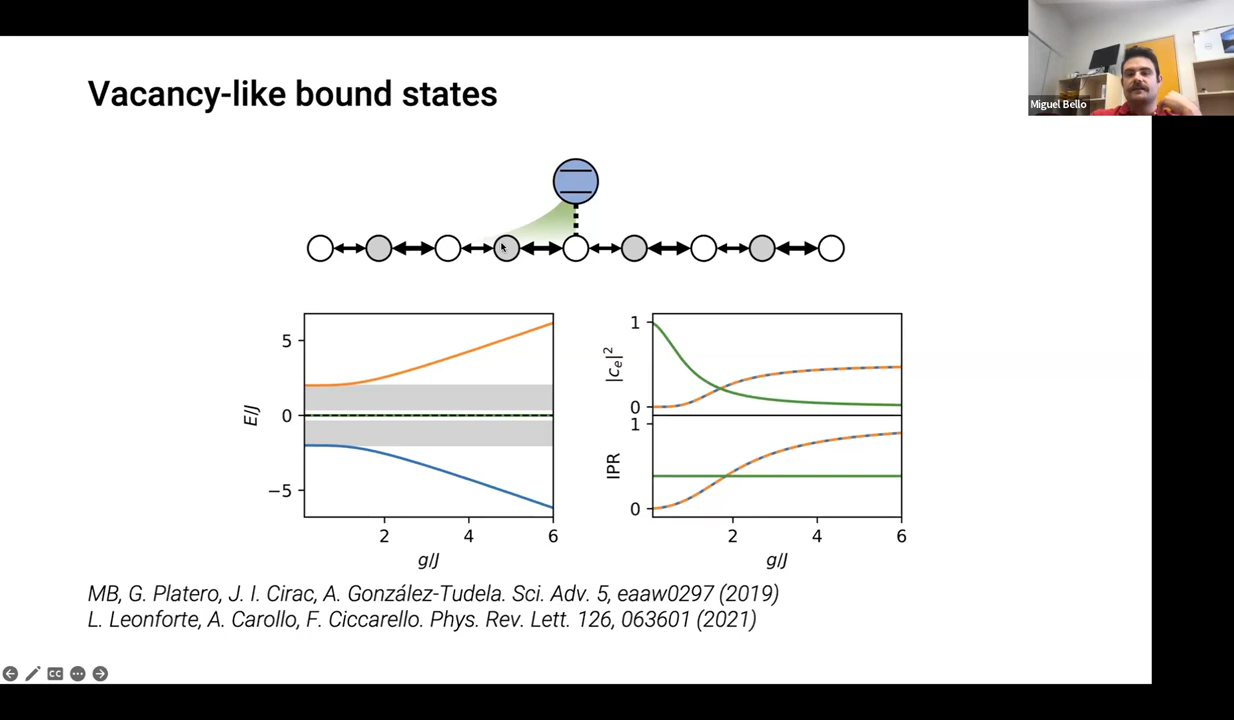 Vacancy-like bound states
Miguel Bello
E/J
5
0
−5
2
4
6
g/J
|c_e|^2
1
0
IPR
1
0
2
4
6
g/J
MB, G. Platero, J. I. Cirac, A. González-Tudela. Sci. Adv. 5, eaaw0297 (2019)
L. Leonforte, A. Carollo, F. Ciccarello. Phys. Rev. Lett. 126, 063601 (2021)
CC